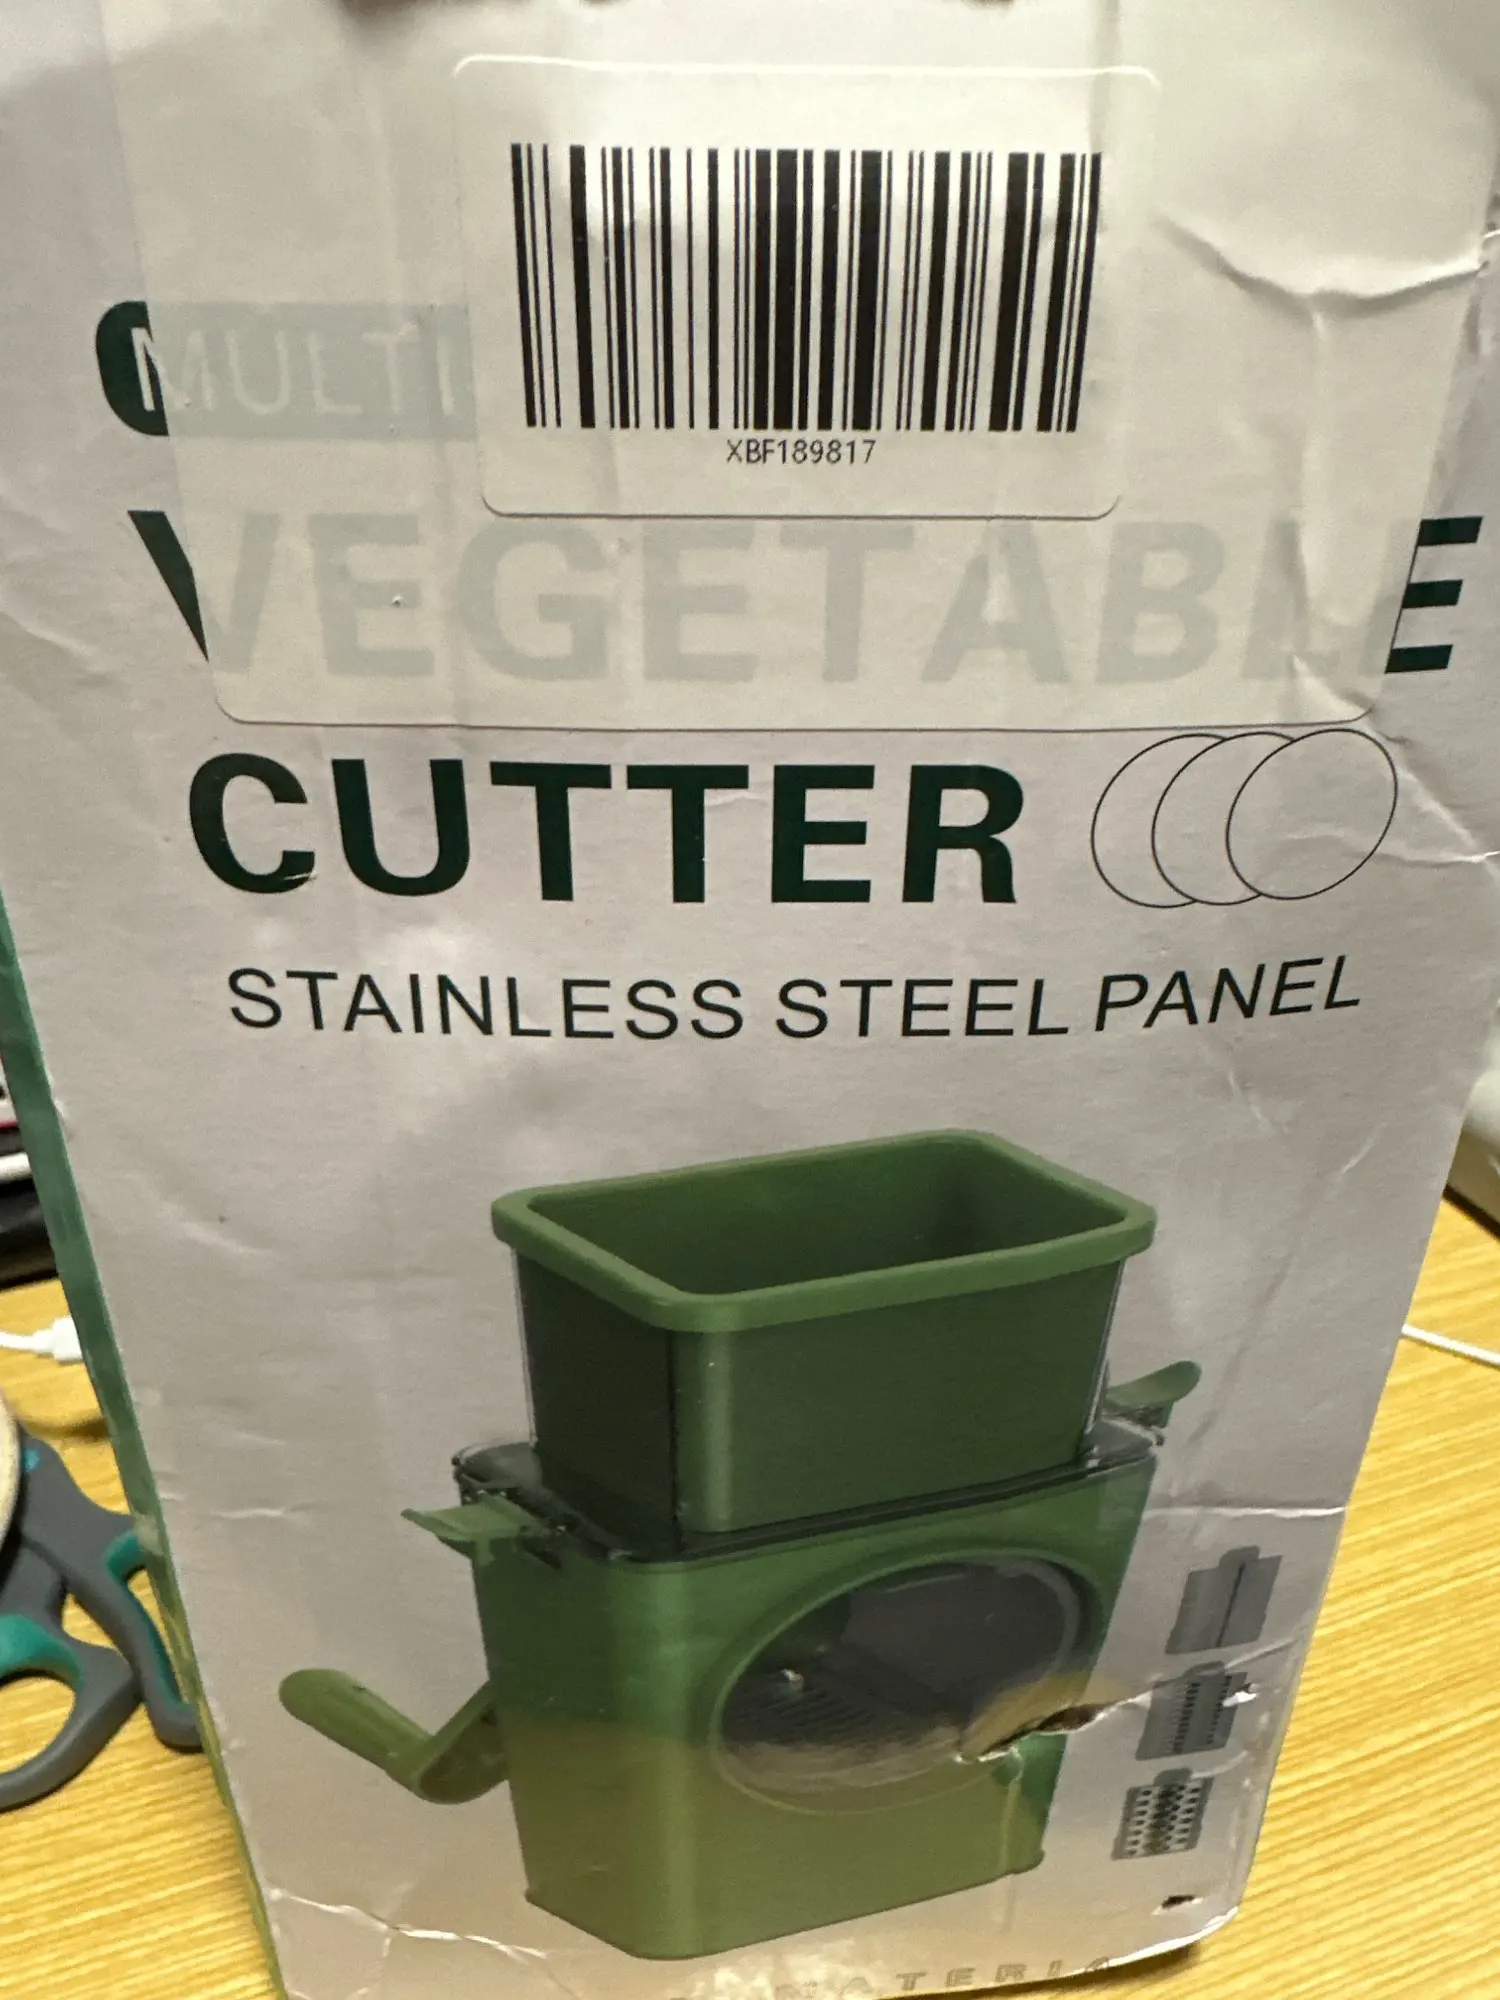 XBF189817
MULTI
VEGETABLE
CUTTER
STAINLESS STEEL PANEL